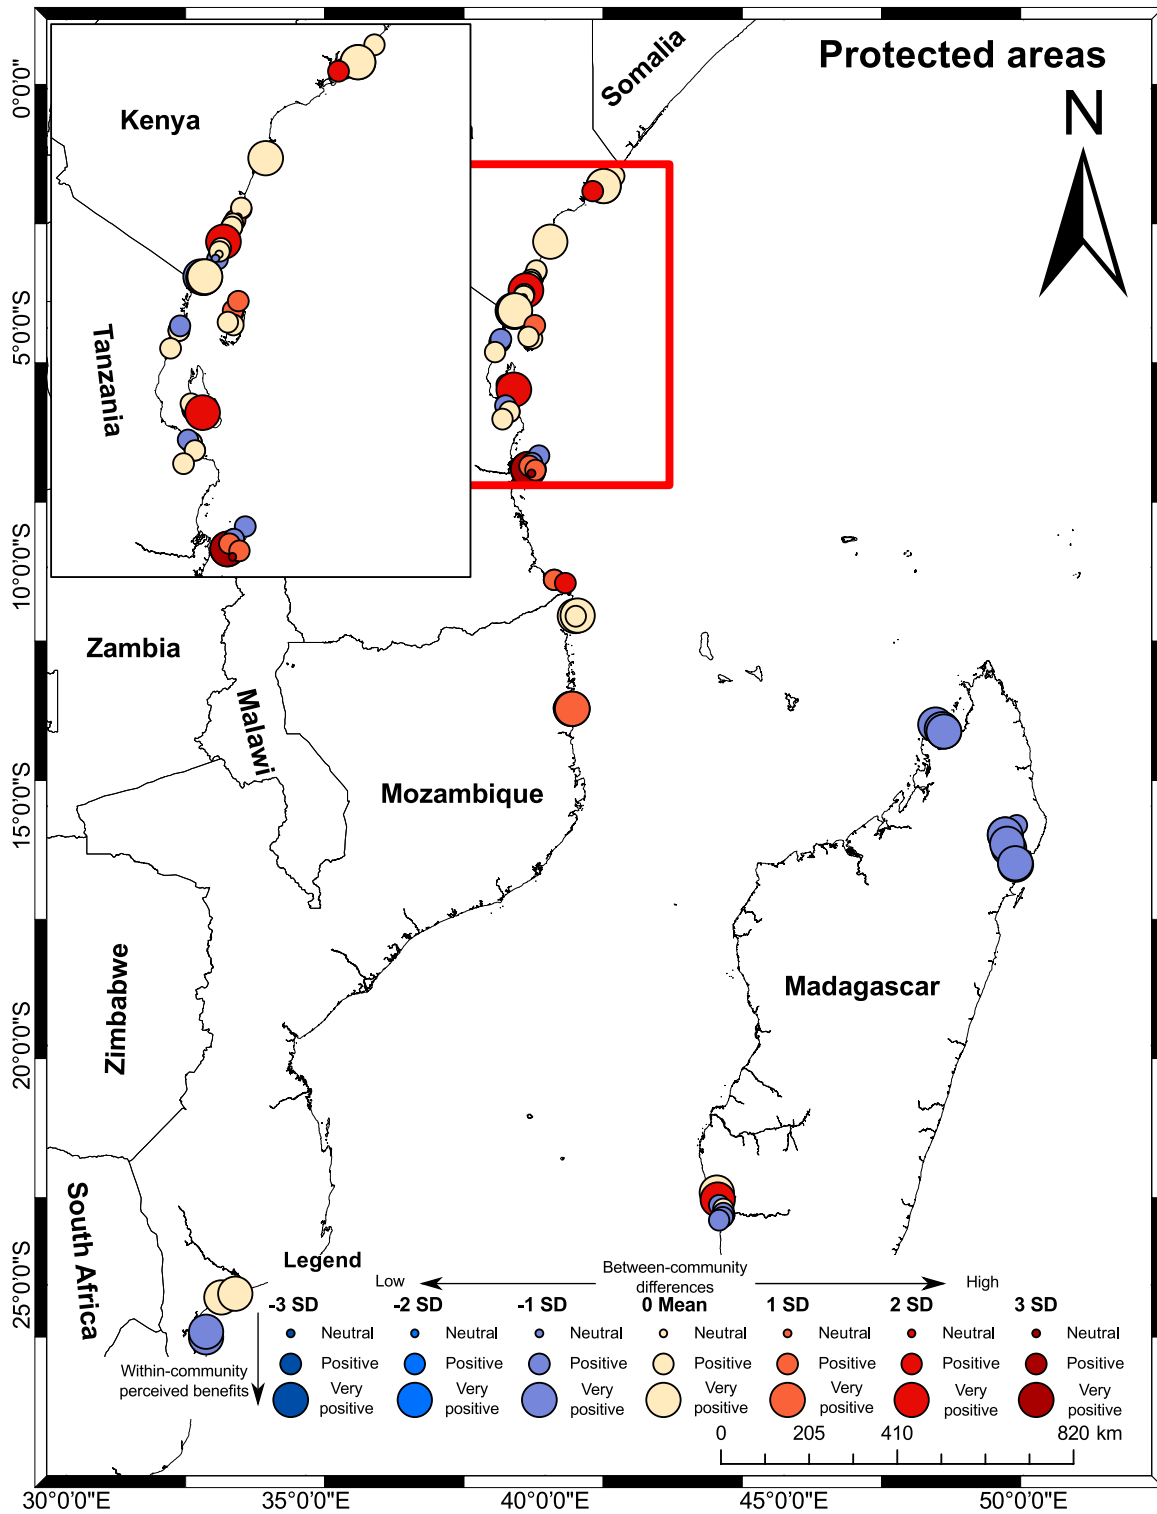 Protected areas
N
Somalia
Kenya
Tanzania
Zambia
Malawi
Mozambique
Zimbabwe
Madagascar
South Africa
0°0'0"
5°0'0"S
10°0'0"S
15°0'0"S
20°0'0"S
25°0'0"S
Legend
Low
Between-community
differences
High
-3 SD
-2 SD
-1 SD
0 Mean
1 SD
2 SD
3 SD
Neutral
Neutral
Neutral
Neutral
Neutral
Neutral
Neutral
Within-community
perceived benefits
Positive
Positive
Positive
Positive
Positive
Positive
Positive
Very
positive
Very
positive
Very
positive
Very
positive
Very
positive
Very
positive
Very
positive
0 205 410 820 km
30°0'0"E 35°0'0"E 40°0'0"E 45°0'0"E 50°0'0"E